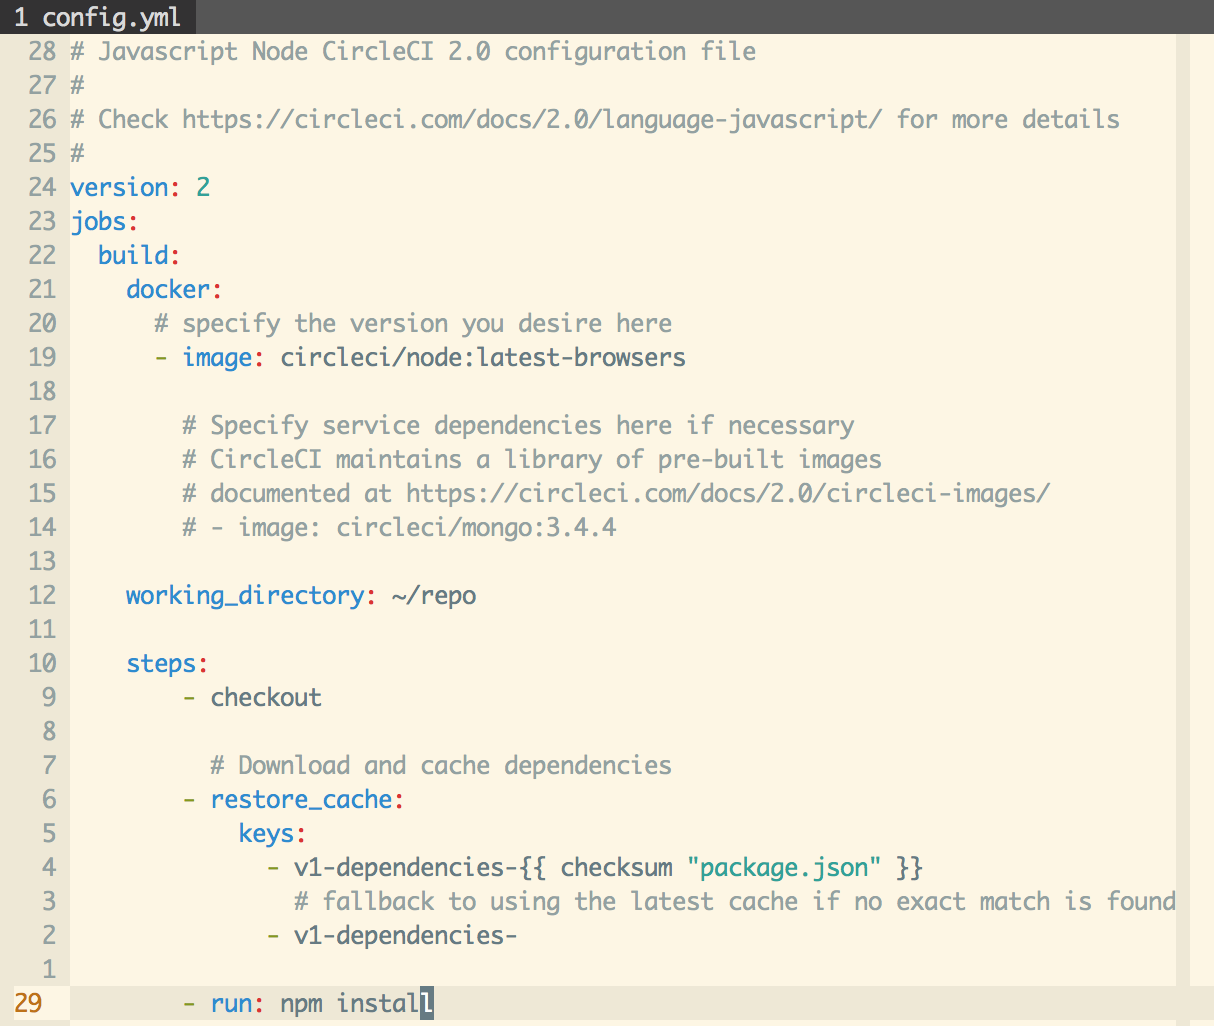 1 config.yml
28 # Javascript Node CircleCI 2.0 configuration file
27 #
26 # Check https://circleci.com/docs/2.0/language-javascript/ for more details
25 #
24 version: 2
23 jobs:
22   build:
21     docker:
20       # specify the version you desire here
19       - image: circleci/node:latest-browsers
18
17         # Specify service dependencies here if necessary
16         # CircleCI maintains a library of pre-built images
15         # documented at https://circleci.com/docs/2.0/circleci-images/
14         # - image: circleci/mongo:3.4.4
13
12     working_directory: ~/repo
11
10     steps:
9         - checkout
8
7           # Download and cache dependencies
6         - restore_cache:
5             keys:
4               - v1-dependencies-{{ checksum "package.json" }}
3                 # fallback to using the latest cache if no exact match is found
2               - v1-dependencies-
1
29         - run: npm install